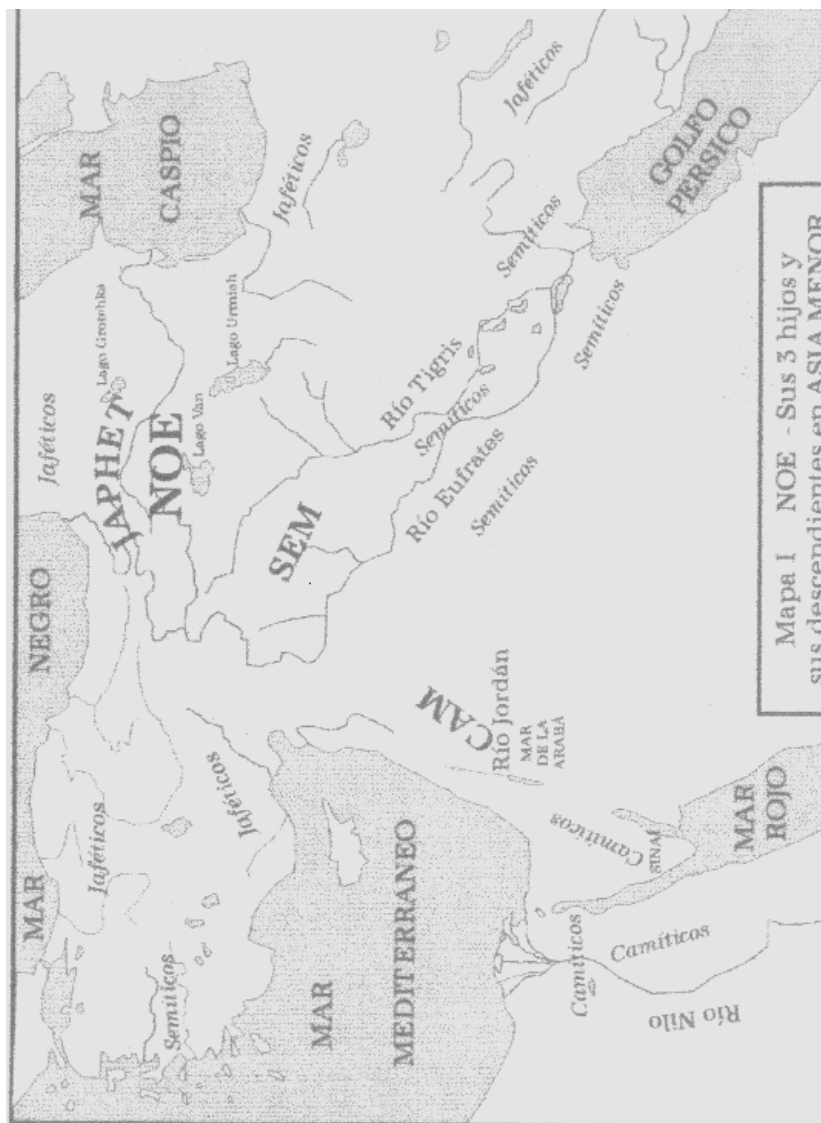 MAR NEGRO
Jaféticos
MAR
CASPIO
Jaféticos
JAPHET
Lago Grotchka
NOE
Lago Van
Lago Urmiah
Semíticos
Jaféticos
Jaféticos
SEM
Río Tigris
Semíticos
Río Eufrates
Semíticos
Semíticos
Semíticos
Jaféticos
GOLFO
PERSICO
MAR
MEDITERRANEO
CAM
Río Jordán
MAR
DE LA
ARABÁ
Camíticos
Camíticos
SINAÍ
Camíticos
Río Nilo
MAR
ROJO
Mapa I NOE - Sus 3 hijos y
sus descendientes en ASIA MENOR